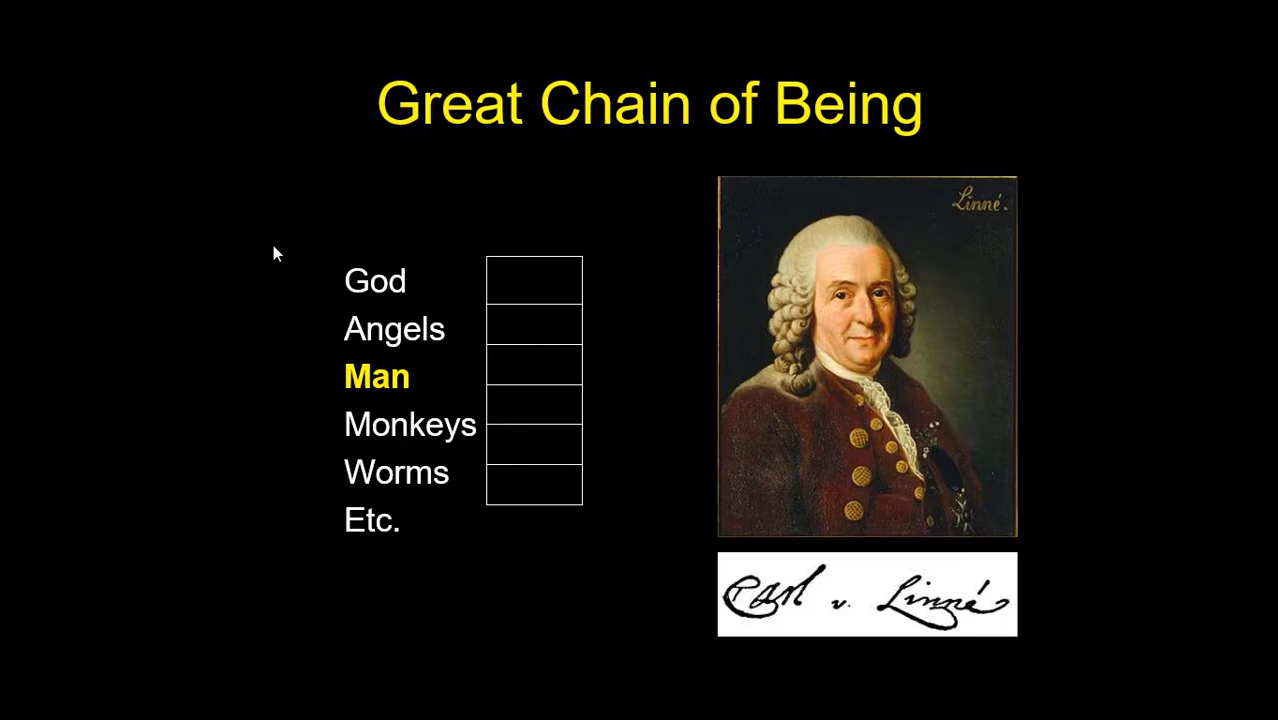 Great Chain of Being
Linné.
God
Angels
Man
Monkeys
Worms
Etc.
Carl v. Linné